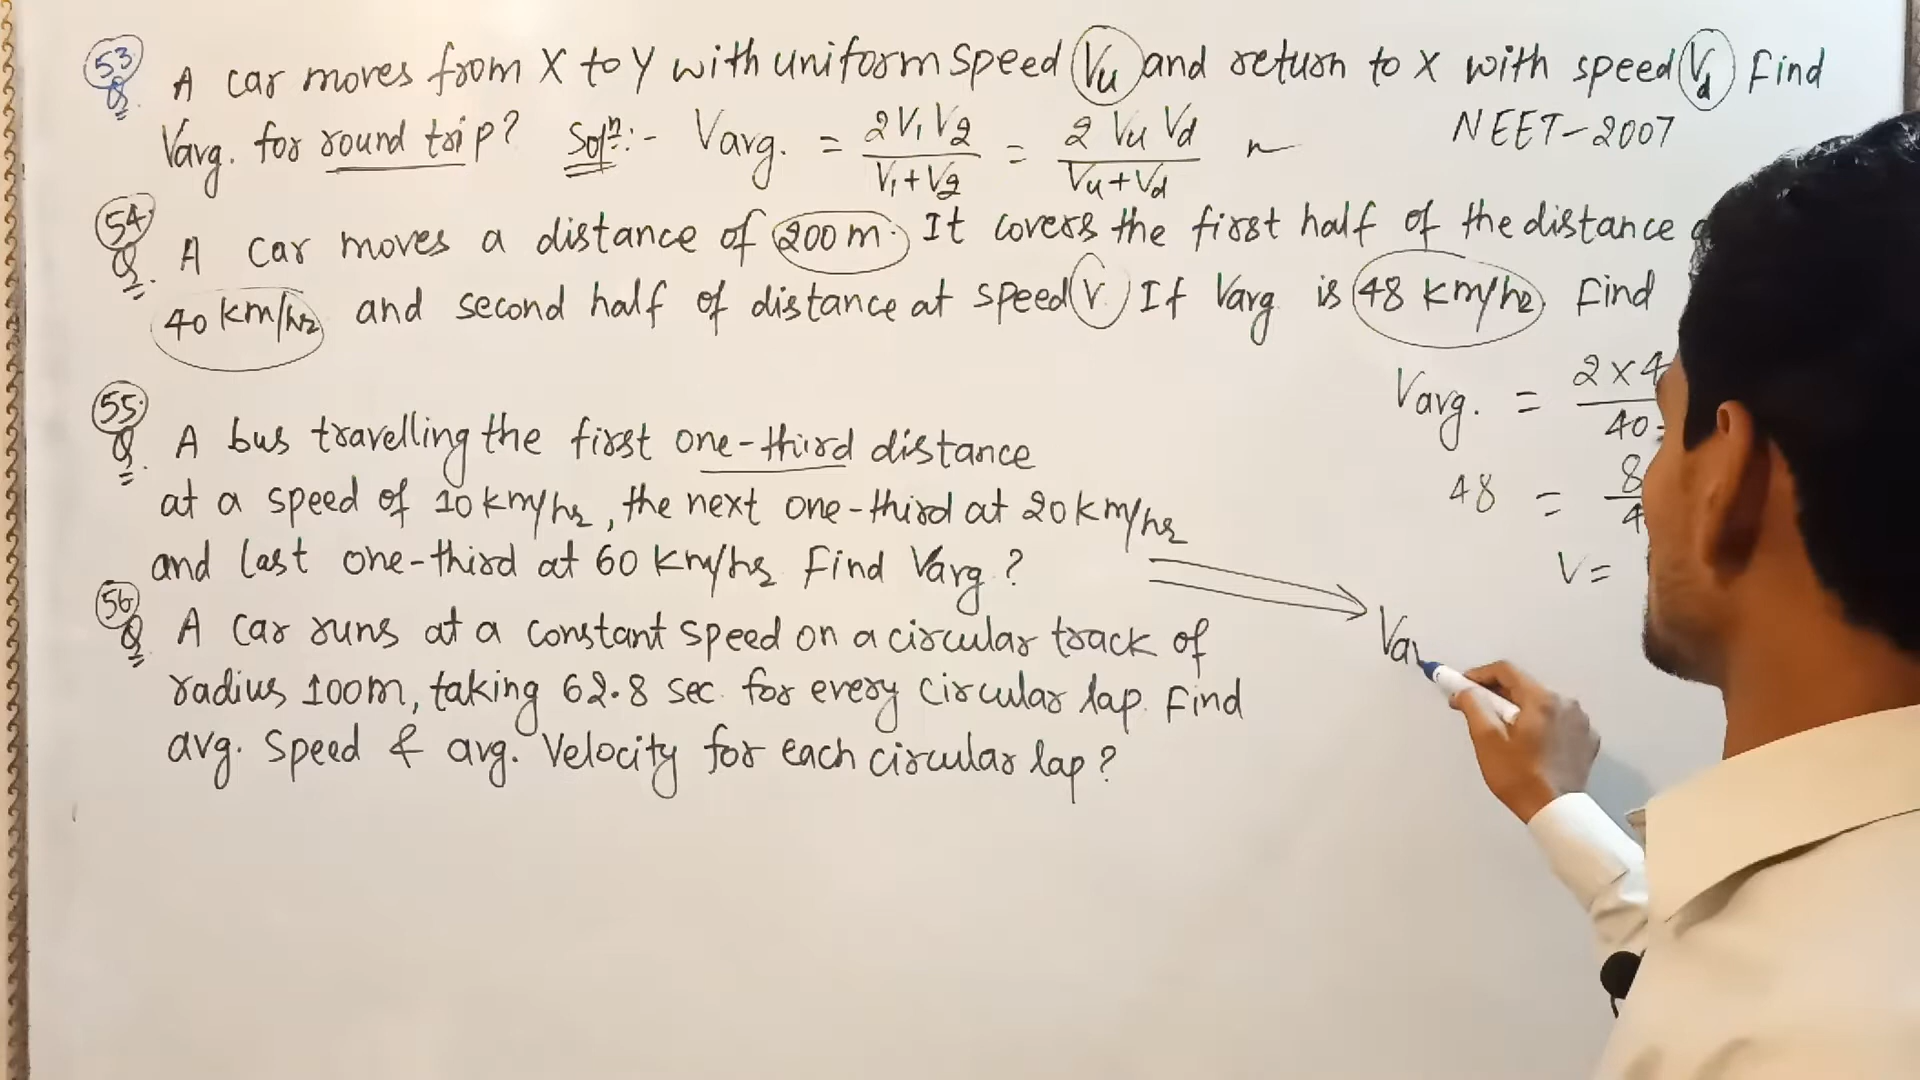 53 Q. A car moves from X to Y with uniform speed Vu and return to X with speed Vd Find
Varg. for round trip? Solⁿ:- Varg. = 2V₁V₂/V₁+V₂ = 2 Vu Vd/Vu+Vd NEET-2007
54 Q. A car moves a distance of 200 m. It covers the first half of the distance
40 km/hr and second half of distance at speed V. If Varg is 48 km/hr Find
Varg. = 2×4/40
55 Q. A bus travelling the first one-third distance
48 = 8/4
at a speed of 10 km/hr, the next one-third at 20 km/hr
and last one-third at 60 km/hr Find Varg?
V=
56 Q. A car runs at a constant speed on a circular track of
Var
radius 100m, taking 62.8 sec. for every circular lap. Find
avg. speed & avg. velocity for each circular lap?